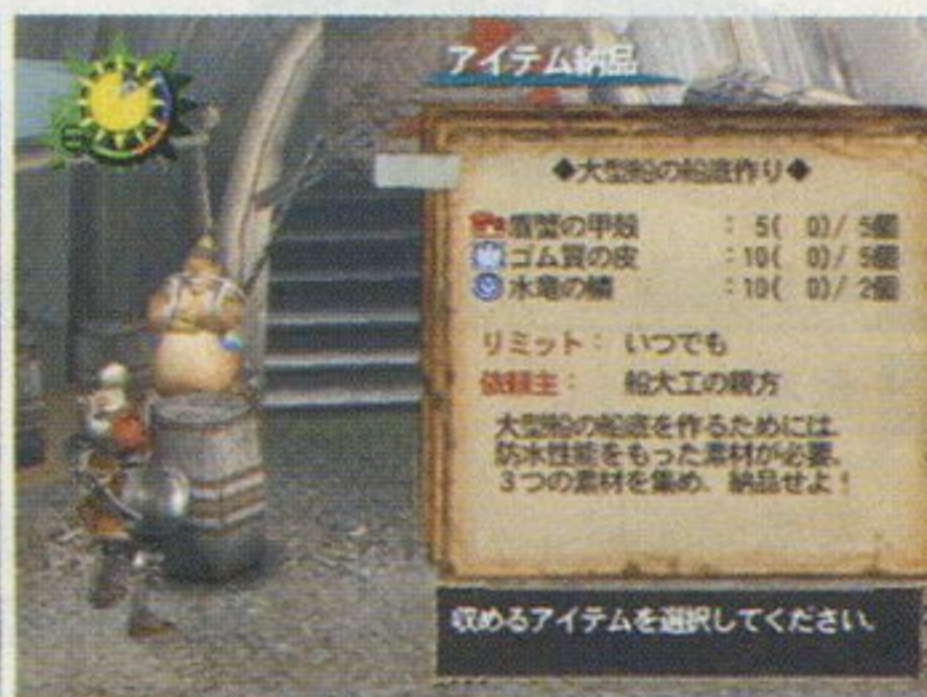 アイテム納品
◆大型船の船底作り◆
盾蟹の甲殻 : 5( 0)/ 5個
ゴム質の皮 : 10( 0)/ 5個
水竜の鱗 : 10( 0)/ 2個
リミット： いつでも
依頼主： 船大工の親方
大型船の船底を作るためには、
防水性能をもった素材が必要。
3つの素材を集め、納品せよ！
収めるアイテムを選択してください。